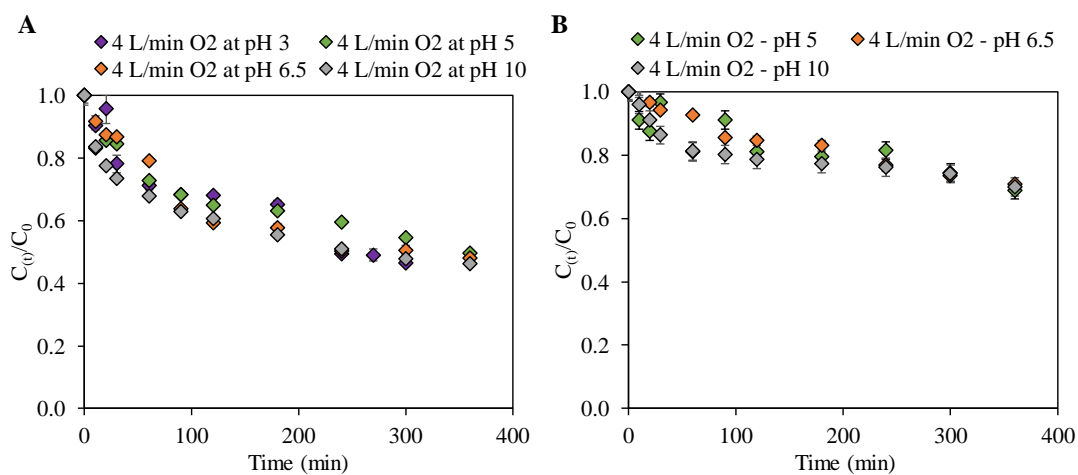 A
4 L/min O2 at pH 3
4 L/min O2 at pH 5
4 L/min O2 at pH 6.5
4 L/min O2 at pH 10
1.0
0.8
0.6
0.4
0.2
0.0
C(t)/C0
0 100 200 300 400
Time (min)
B
4 L/min O2 - pH 5
4 L/min O2 - pH 6.5
4 L/min O2 - pH 10
1.0
0.8
0.6
0.4
0.2
0.0
C(t)/C0
0 100 200 300 400
Time (min)